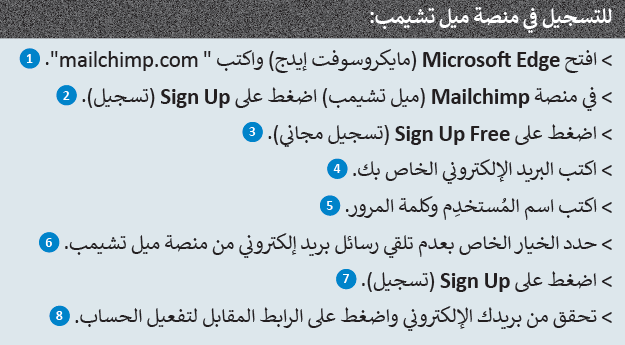 للتسجيل في منصة ميل تشيمب:
> افتح Microsoft Edge (مايكروسوفت إيدج) واكتب " mailchimp.com". 1
> في منصة Mailchimp (ميل تشيمب) اضغط على Sign Up (تسجيل). 2
> اضغط على Sign Up Free (تسجيل مجاني). 3
> اكتب البريد الإلكتروني الخاص بك. 4
> اكتب اسم المُستخدِم وكلمة المرور. 5
> حدد الخيار الخاص بعدم تلقي رسائل بريد إلكتروني من منصة ميل تشيمب. 6
> اضغط على Sign Up (تسجيل). 7
> تحقق من بريدك الإلكتروني واضغط على الرابط المقابل لتفعيل الحساب. 8